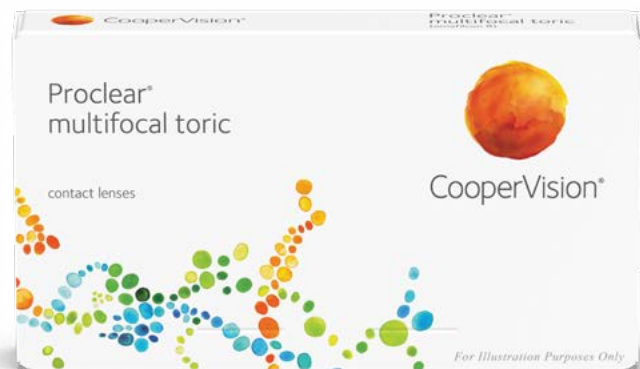 CooperVision®
Proclear®
multifocal toric
Proclear®
multifocal toric
contact lenses
CooperVision®
For Illustration Purposes Only